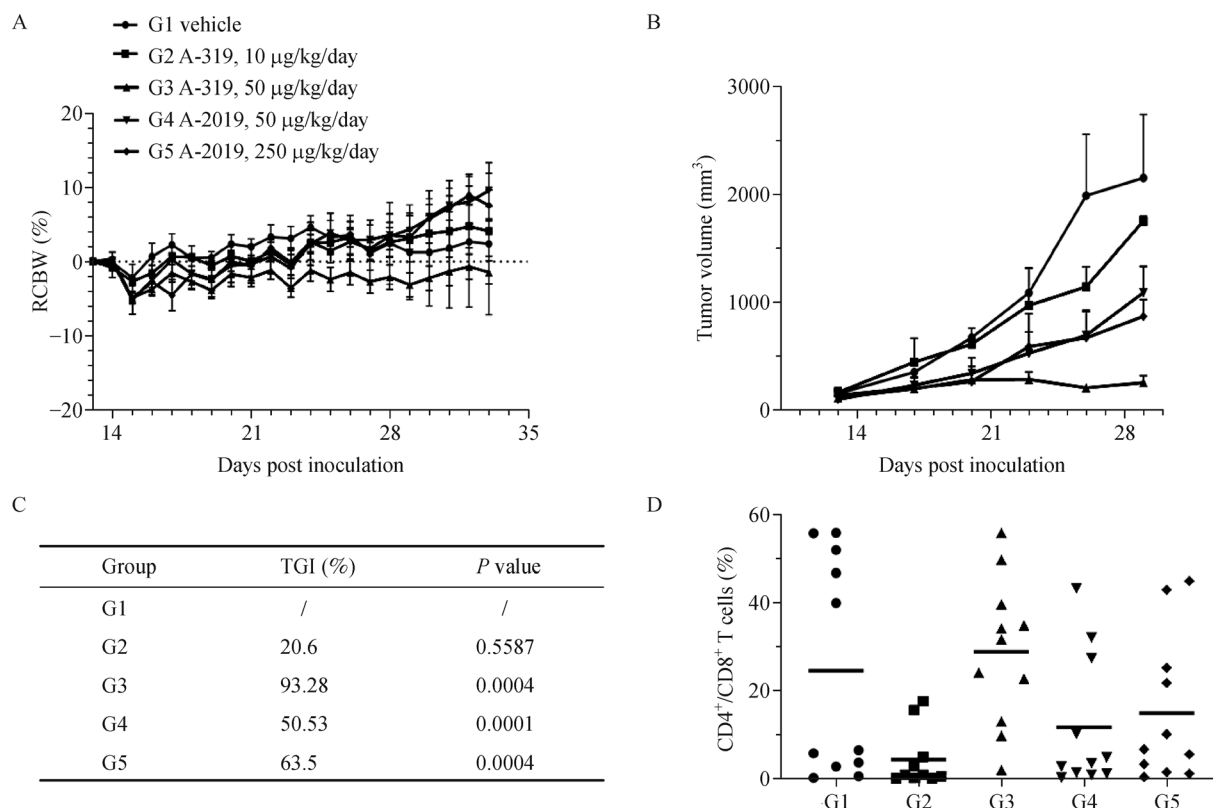 A
G1 vehicle
G2 A-319, 10 μg/kg/day
G3 A-319, 50 μg/kg/day
G4 A-2019, 50 μg/kg/day
G5 A-2019, 250 μg/kg/day
20
10
0
−10
−20
RCBW (%)
14 21 28 35
Days post inoculation
B
3000
2000
1000
0
Tumor volume (mm³)
14 21 28
Days post inoculation
C
Group TGI (%) P value
G1 / /
G2 20.6 0.5587
G3 93.28 0.0004
G4 50.53 0.0001
G5 63.5 0.0004
D
60
40
20
0
CD4⁺/CD8⁺ T cells (%)
G1 G2 G3 G4 G5